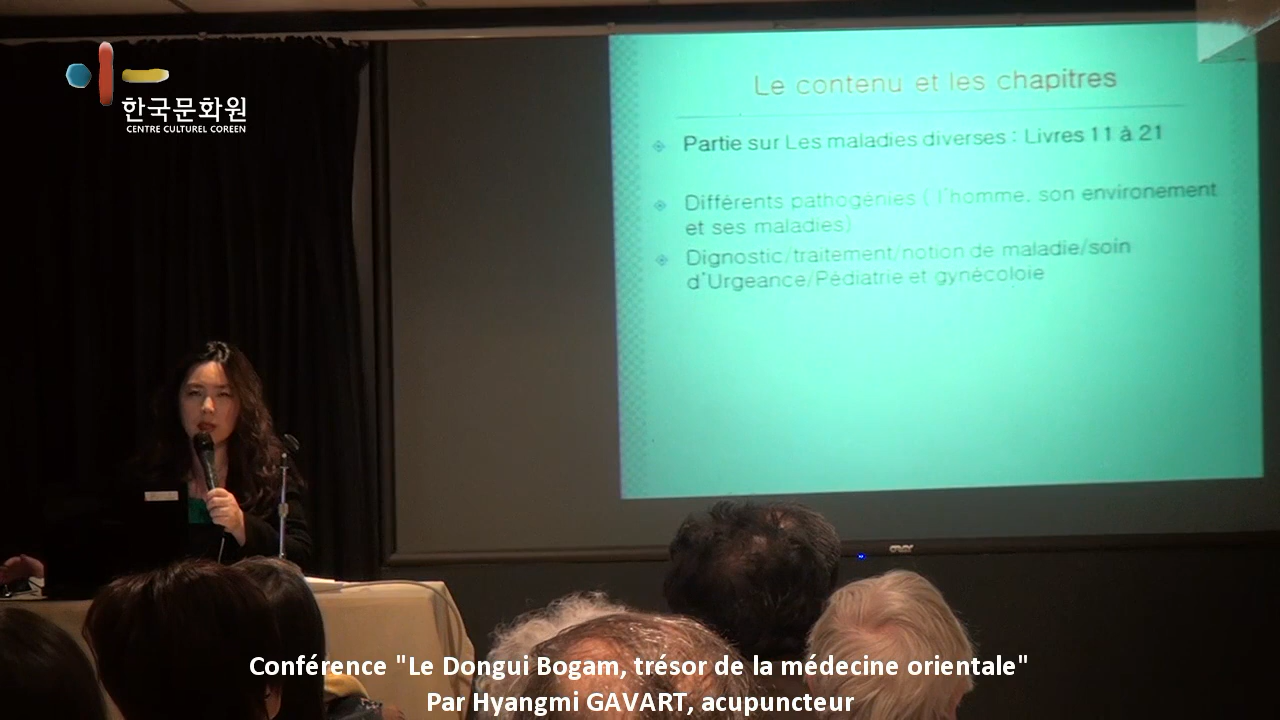 한국문화원
CENTRE CULTUREL COREEN
Le contenu et les chapitres
Partie sur Les maladies diverses : Livres 11 à 21
Différents pathogénies ( l'homme, son environement
et ses maladies)
Dignostic/traitement/notion de maladie/soin
d'Urgeance/Pédiatrie et gynécoloie
Conférence "Le Dongui Bogam, trésor de la médecine orientale"
Par Hyangmi GAVART, acupuncteur